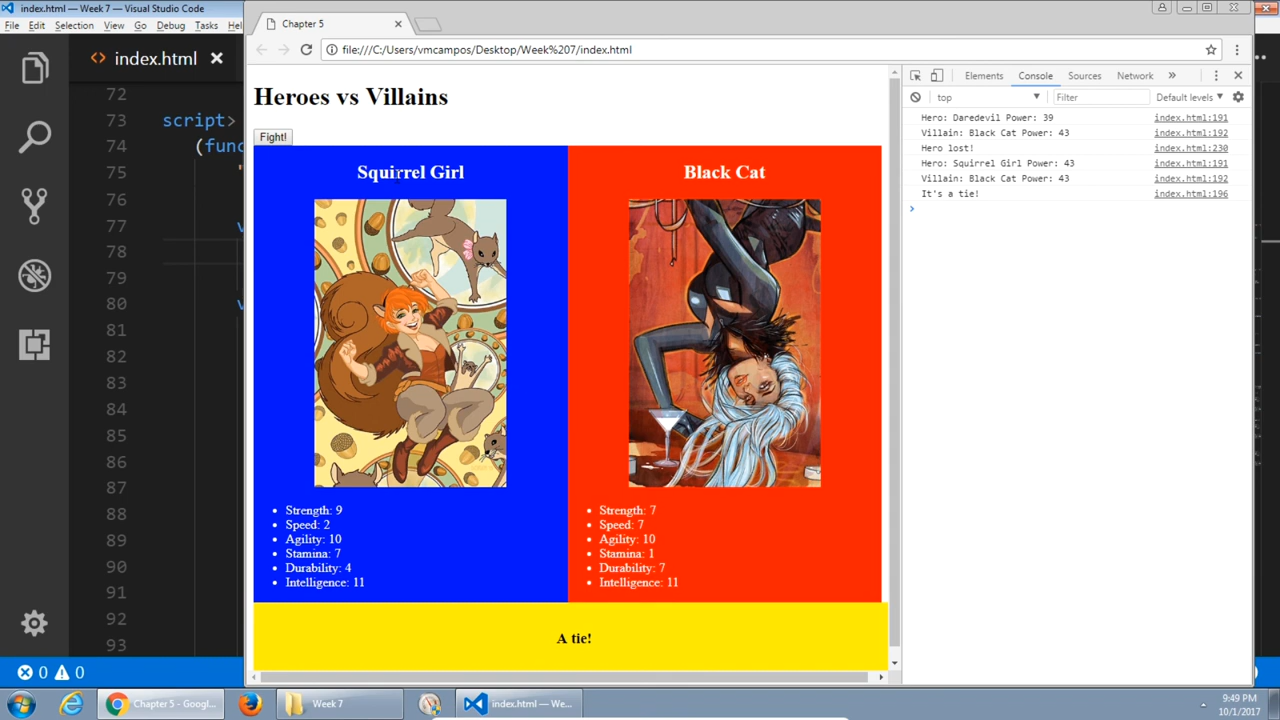 index.html — Week 7 — Visual Studio Code
File Edit Selection View Go Debug Tasks Hel
index.html
72
73 script>
74 (func
75 "
76
77 v
78
79
80 v
81
82
83
84
85
86
87
88
89
90
91
92
93
0 0
Chapter 5
file:///C:/Users/vmcampos/Desktop/Week%207/index.html
Heroes vs Villains
Fight!
Squirrel Girl
Strength: 9
Speed: 2
Agility: 10
Stamina: 7
Durability: 4
Intelligence: 11
Black Cat
Strength: 7
Speed: 7
Agility: 10
Stamina: 1
Durability: 7
Intelligence: 11
A tie!
Elements Console Sources Network »
top Filter Default levels
Hero: Daredevil Power: 39 index.html:191
Villain: Black Cat Power: 43 index.html:192
Hero lost! index.html:230
Hero: Squirrel Girl Power: 43 index.html:191
Villain: Black Cat Power: 43 index.html:192
It's a tie! index.html:196
>
Chapter 5 - Googl...
Week 7
index.html — We...
9:49 PM
10/1/2017